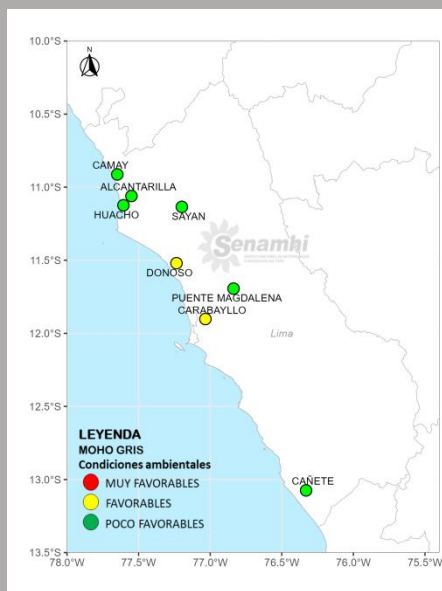 10.0°S
N
10.5°S
CAMAY
11.0°S
ALCANTARILLA
HUACHO
SAYAN
Senamhi
11.5°S
DONOSO
PUENTE MAGDALENA
CARABAYLLO
12.0°S
Lima
12.5°S
LEYENDA
MOHO GRIS
Condiciones ambientales
CAÑETE
13.0°S
MUY FAVORABLES
FAVORABLES
POCO FAVORABLES
13.5°S
78.0°W
77.5°W
77.0°W
76.5°W
76.0°W
75.5°W